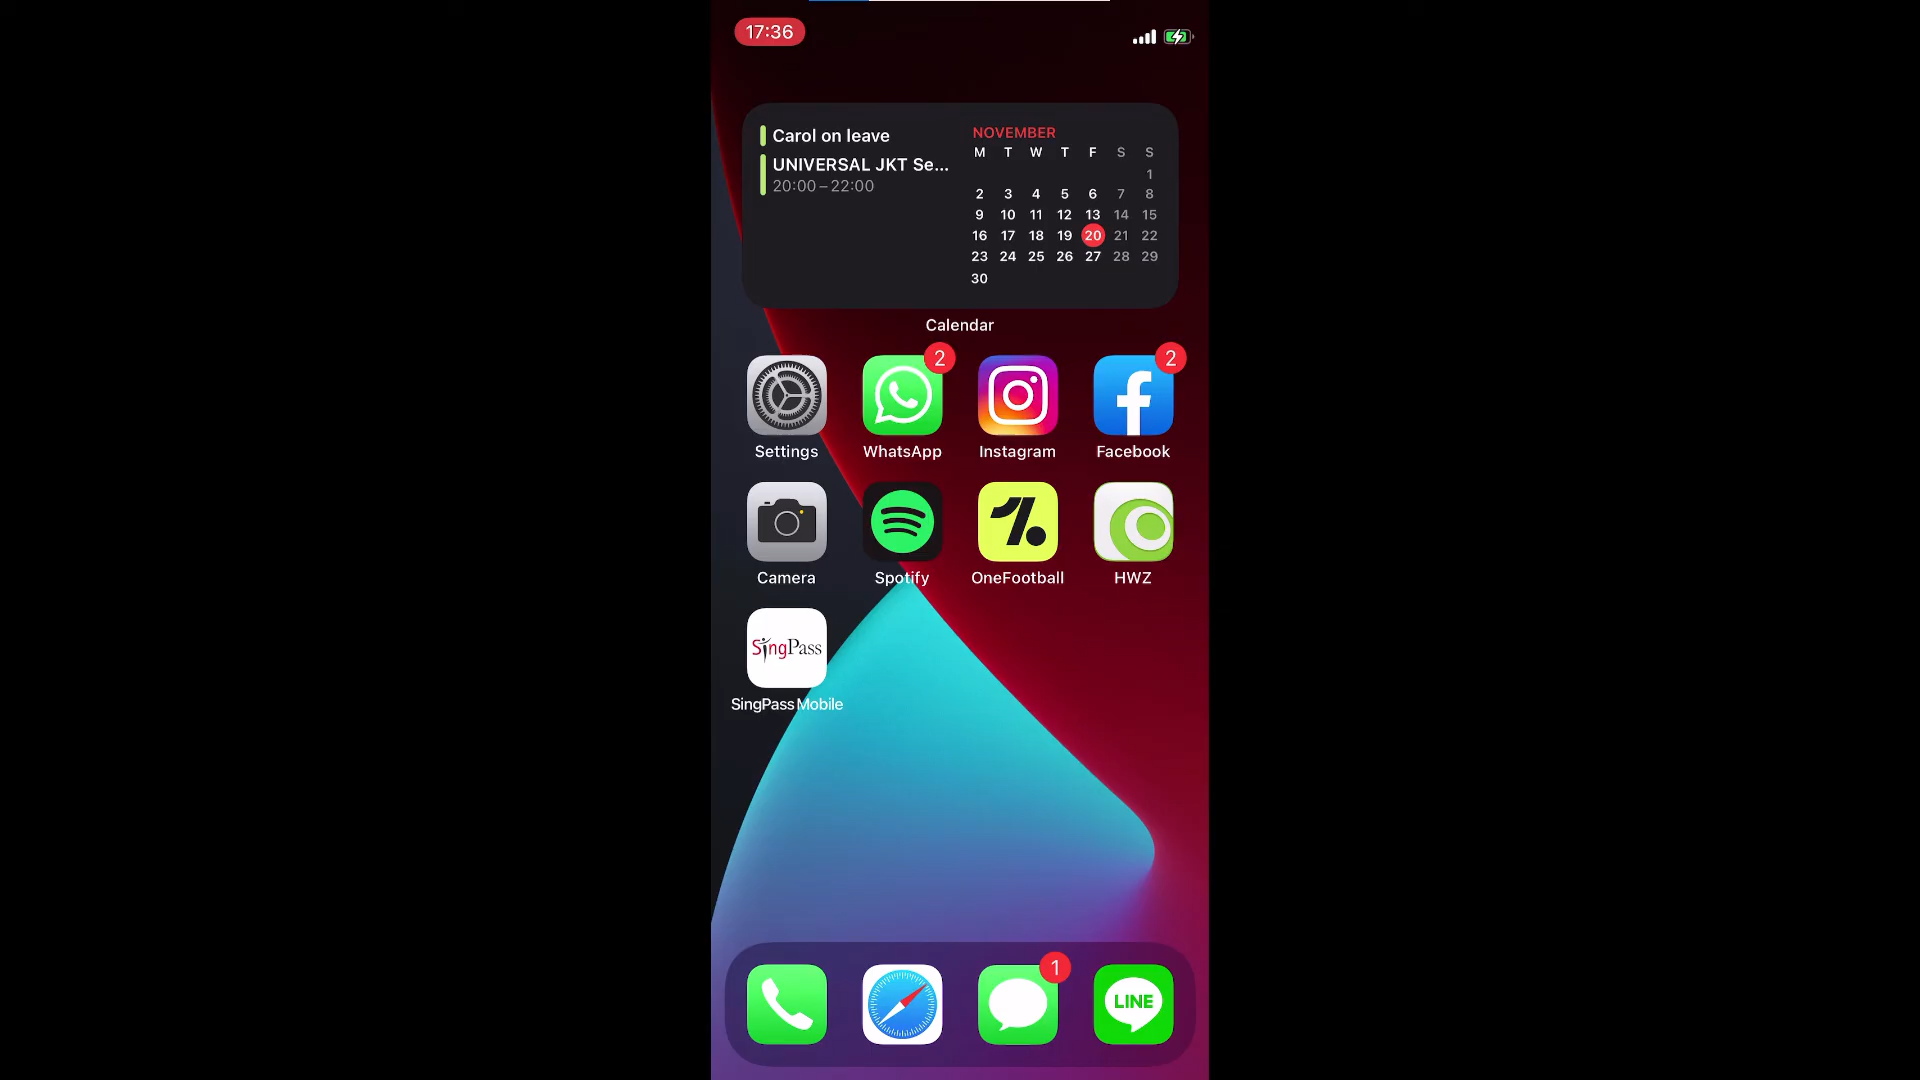 17:36
Carol on leave
UNIVERSAL JKT Se...
20:00 – 22:00
NOVEMBER
M T W T F S S
1
2 3 4 5 6 7 8
9 10 11 12 13 14 15
16 17 18 19 20 21 22
23 24 25 26 27 28 29
30
Calendar
2
2
Settings WhatsApp Instagram Facebook
Camera Spotify OneFootball HWZ
SingPass
SingPass Mobile
1
LINE